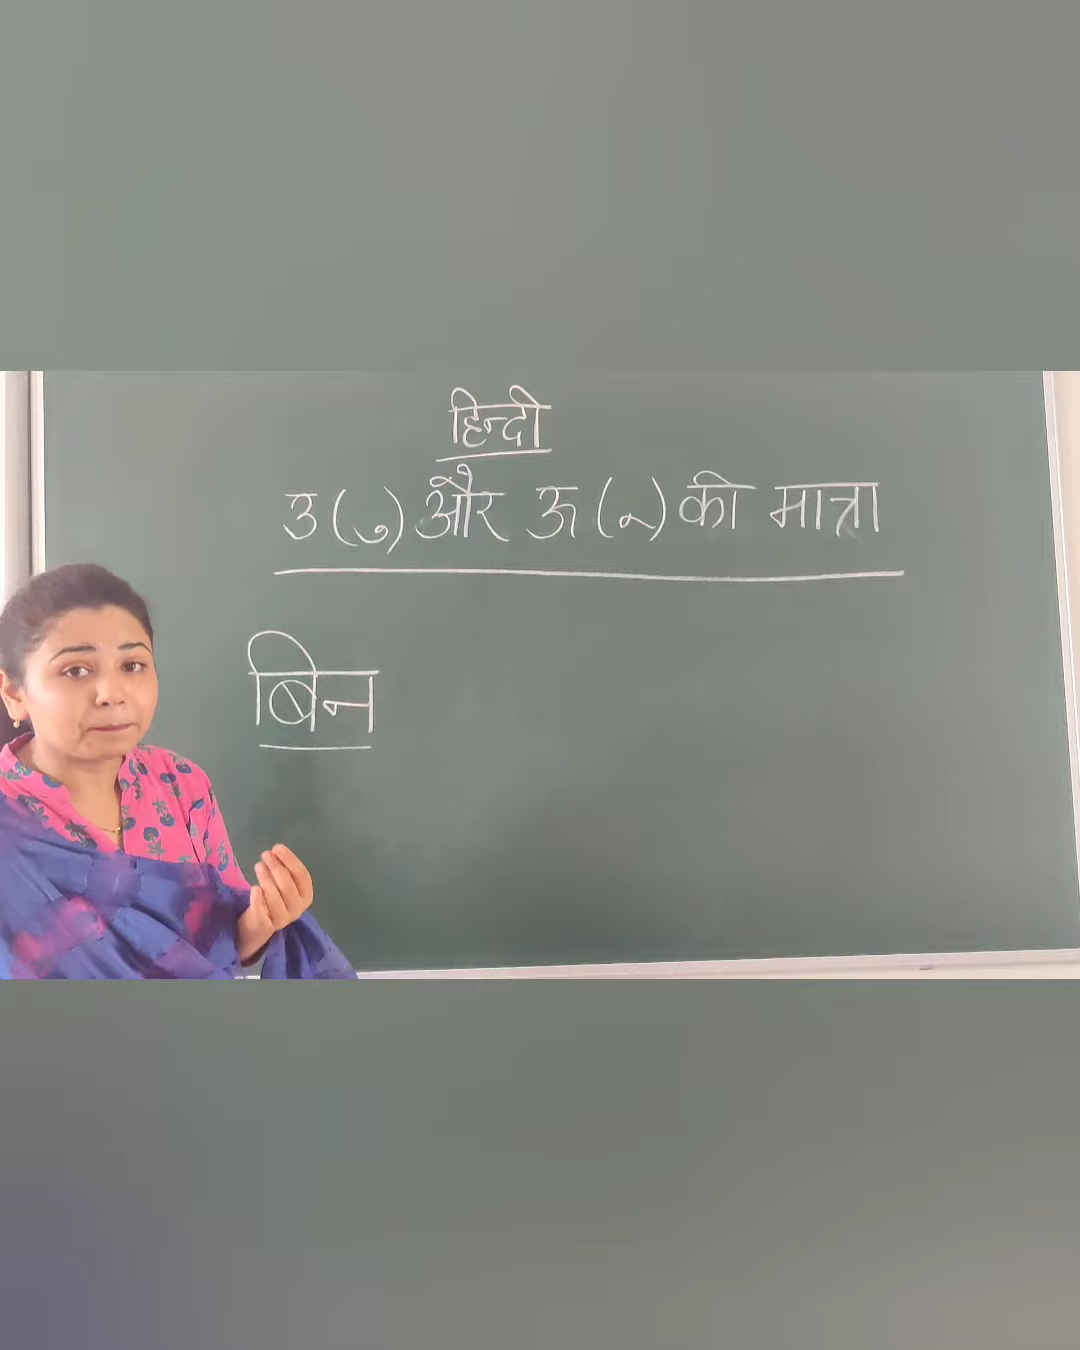 हिन्दी
उ (ु) और ऊ (ू) की मात्रा
बिन